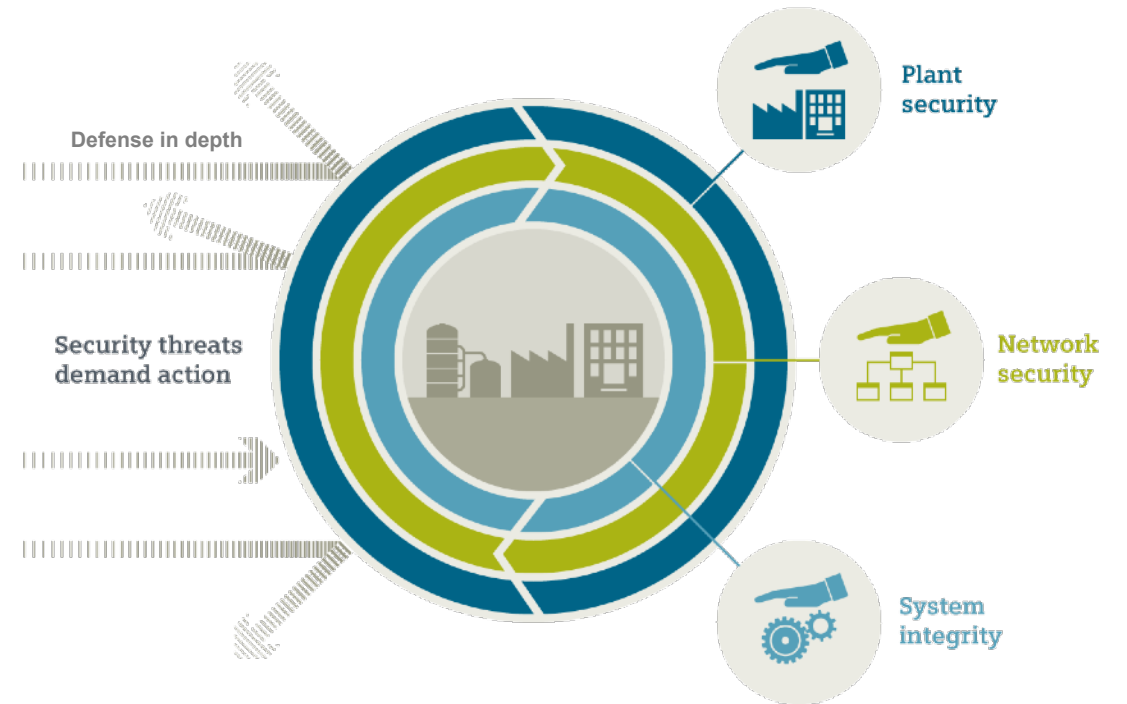 Defense in depth
Security threats
demand action
Plant
security
Network
security
System
integrity